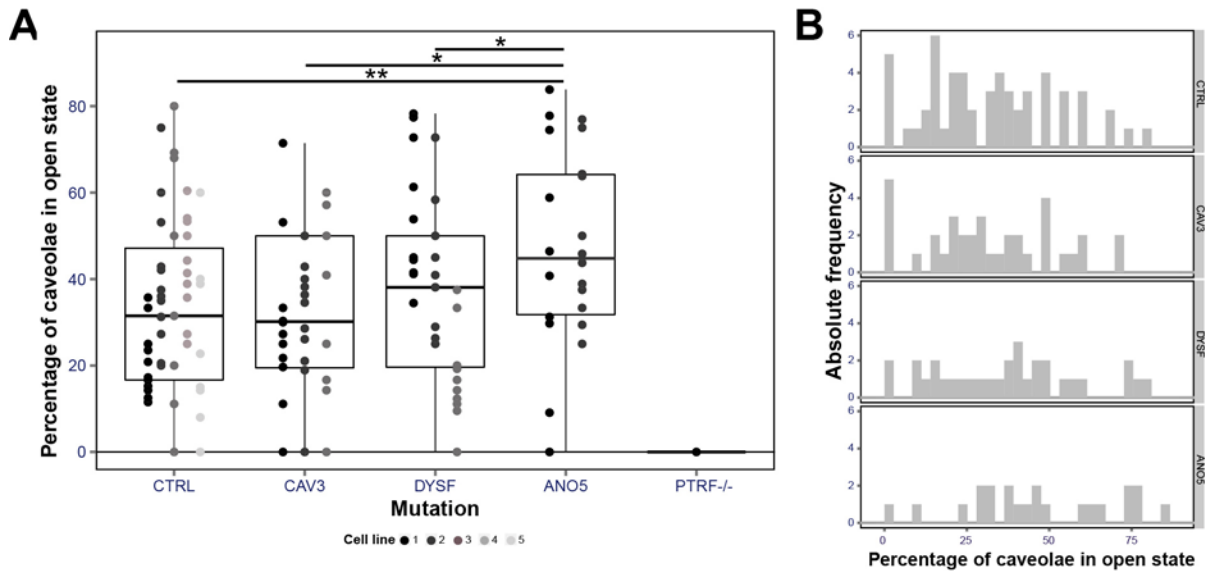 A
Percentage of caveolae in open state
80
60
40
20
0
*
*
**
CTRL
CAV3
DYSF
ANO5
PTRF-/-
Mutation
Cell line 1 2 3 4 5
B
Absolute frequency
6
4
2
0
CTRL
6
4
2
0
CAV3
6
4
2
0
DYSF
6
4
2
0
ANO5
0
25
50
75
Percentage of caveolae in open state